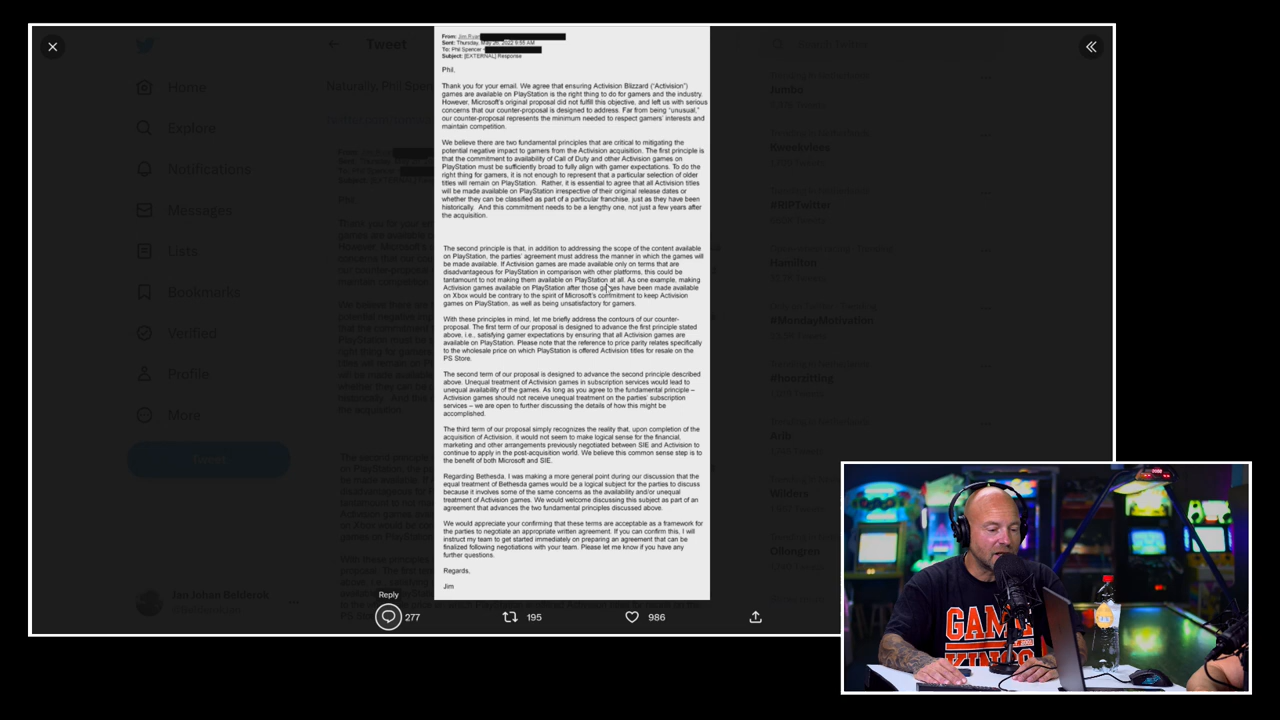 Tweet
Home
Explore
Notifications
Messages
Lists
Bookmarks
Verified
Profile
More
Tweet
Naturally, Phil Spen
From: Jim Ryan
Sent: Thursday, May 26, 2022 9:55 AM
To: Phil Spencer
Subject: [EXTERNAL] Response
Phil,
Thank you for your email. We agree that ensuring Activision Blizzard ("Activision")
games are available on PlayStation is the right thing to do for gamers and the industry.
However, Microsoft's original proposal did not fulfill this objective, and left us with serious
concerns that our counter-proposal is designed to address. Far from being "unusual,"
our counter-proposal represents the minimum needed to respect gamers' interests and
maintain competition.
We believe there are two fundamental principles that are critical to mitigating the
potential negative impact to gamers from the Activision acquisition. The first principle is
that the commitment to availability of Call of Duty and other Activision games on
PlayStation must be sufficiently broad to fully align with gamer expectations. To do the
right thing for gamers, it is not enough to represent that a particular selection of older
titles will remain on PlayStation. Rather, it is essential to agree that all Activision titles
will be made available on PlayStation irrespective of their original release dates or
whether they can be classified as part of a particular franchise, just as they have been
historically. And this commitment needs to be a lengthy one, not just a few years after
the acquisition.
The second principle is that, in addition to addressing the scope of the content available
on PlayStation, the parties' agreement must address the manner in which the games will
be made available. If Activision games are made available only on terms that are
disadvantageous for PlayStation in comparison with other platforms, this could be
tantamount to not making them available on PlayStation at all. As one example, making
Activision games available on PlayStation after those games have been made available
on Xbox would be contrary to the spirit of Microsoft's commitment to keep Activision
games on PlayStation, as well as being unsatisfactory for gamers.
With these principles in mind, let me briefly address the contours of our counter-
proposal. The first term of our proposal is designed to advance the first principle stated
above, i.e., satisfying gamer expectations by ensuring that all Activision games are
available on PlayStation. Please note that the reference to price parity relates specifically
to the wholesale price on which PlayStation is offered Activision titles for resale on the
PS Store.
The second term of our proposal is designed to advance the second principle described
above. Unequal treatment of Activision games in subscription services would lead to
unequal availability of the games. As long as you agree to the fundamental principle –
Activision games should not receive unequal treatment on the parties' subscription
services – we are open to further discussing the details of how this might be
accomplished.
The third term of our proposal simply recognizes the reality that, upon completion of the
acquisition of Activision, it would not seem to make logical sense for the financial,
marketing and other arrangements previously negotiated between SIE and Activision to
continue to apply in the post-acquisition world. We believe this common sense step is to
the benefit of both Microsoft and SIE.
Regarding Bethesda, I was making a more general point during our discussion that the
equal treatment of Bethesda games would be a logical subject for the parties to discuss
because it involves some of the same concerns as the availability and/or unequal
treatment of Activision games. We would welcome discussing this subject as part of an
agreement that advances the two fundamental principles discussed above.
We would appreciate your confirming that these terms are acceptable as a framework for
the parties to negotiate an appropriate written agreement. If you can confirm this, I will
instruct my team to get started immediately on preparing an agreement that can be
finalized following negotiations with your team. Please let me know if you have any
further questions.
Regards,
Jim
Reply
277
195
986
Jumbo
#RIPTwitter
Hamilton
#MondayMotivation
#hoorzitting
Arib
Wilders
Ollongren
GAME
KINGS